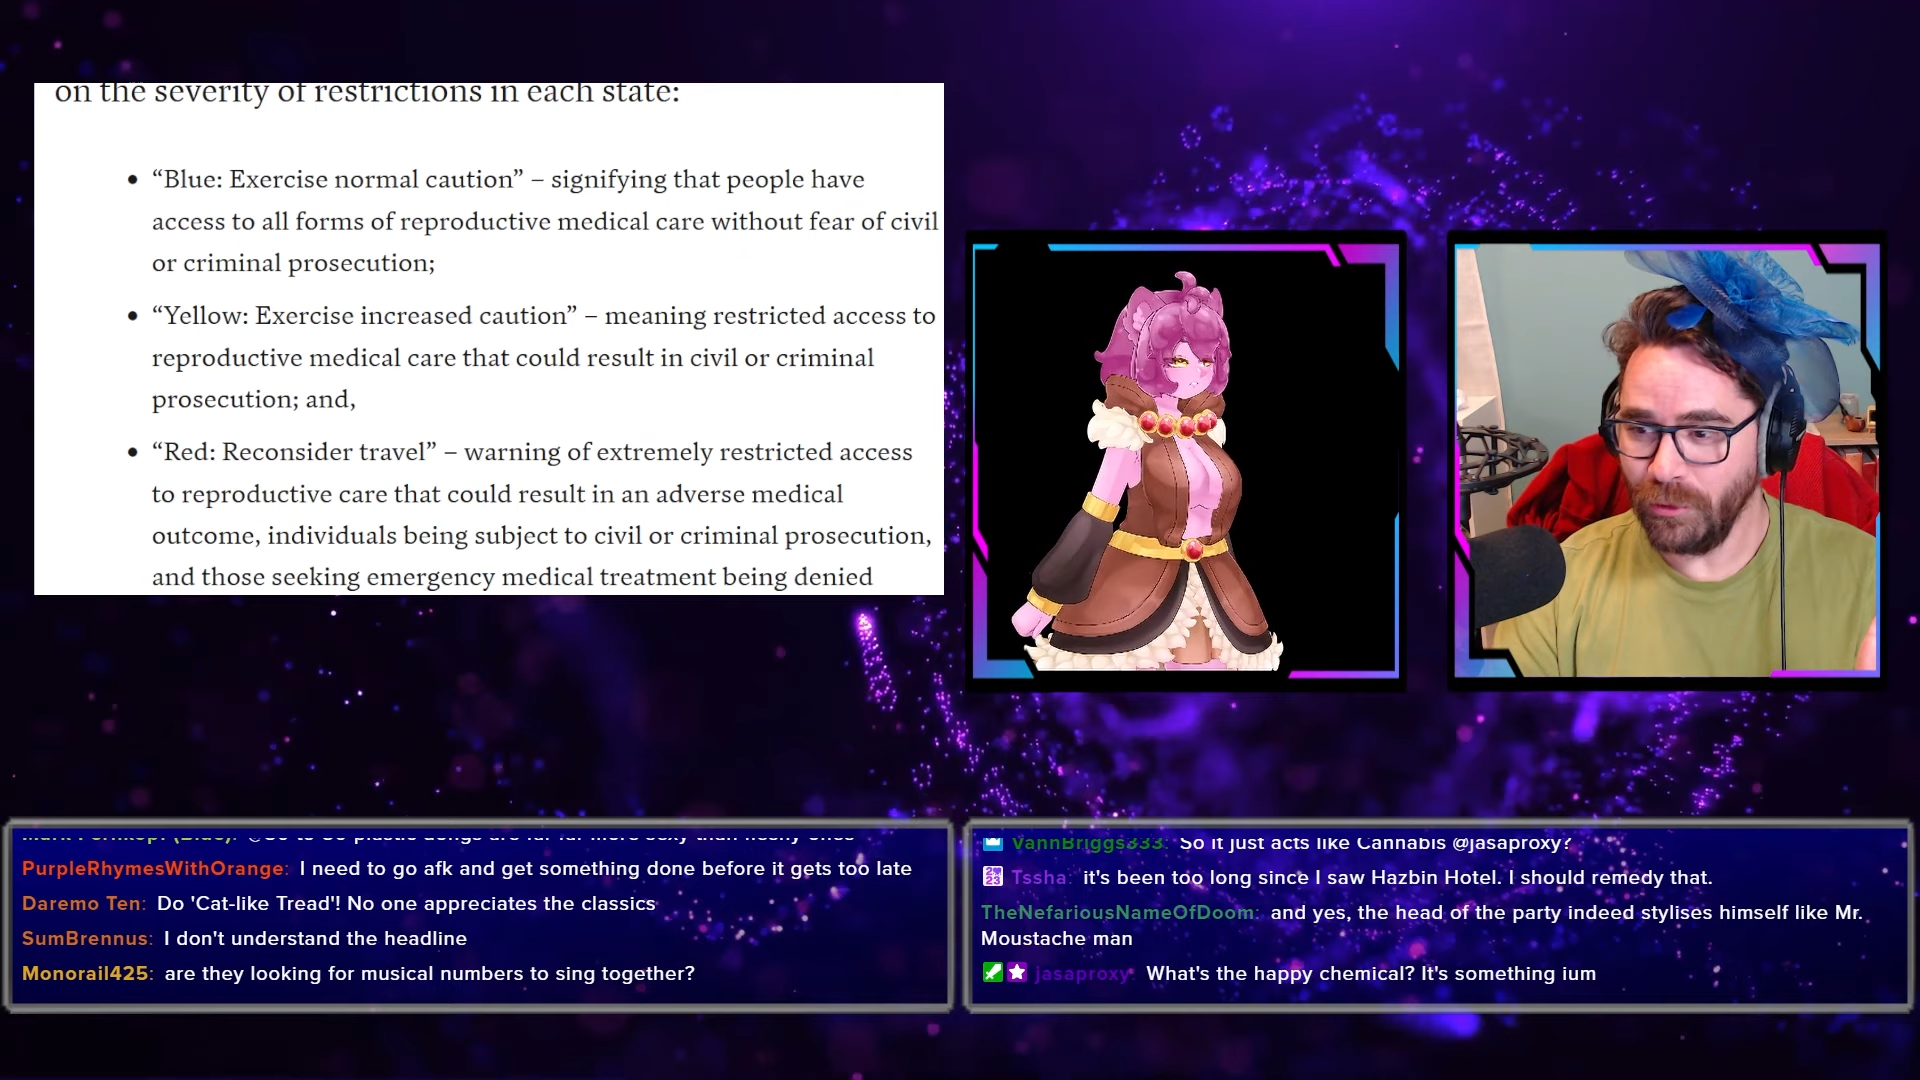 on the severity of restrictions in each state:
• “Blue: Exercise normal caution” – signifying that people have
access to all forms of reproductive medical care without fear of civil
or criminal prosecution;
• “Yellow: Exercise increased caution” – meaning restricted access to
reproductive medical care that could result in civil or criminal
prosecution; and,
• “Red: Reconsider travel” – warning of extremely restricted access
to reproductive care that could result in an adverse medical
outcome, individuals being subject to civil or criminal prosecution,
and those seeking emergency medical treatment being denied
PurpleRhymesWithOrange: I need to go afk and get something done before it gets too late
Daremo Ten: Do 'Cat-like Tread'! No one appreciates the classics
SumBrennus: I don't understand the headline
Monorail425: are they looking for musical numbers to sing together?
VannBriggs333: So it just acts like Cannabis @jasaproxy?
Tssha: it's been too long since I saw Hazbin Hotel. I should remedy that.
TheNefariousNameOfDoom: and yes, the head of the party indeed stylises himself like Mr.
Moustache man
jasaproxy: What's the happy chemical? It's something ium